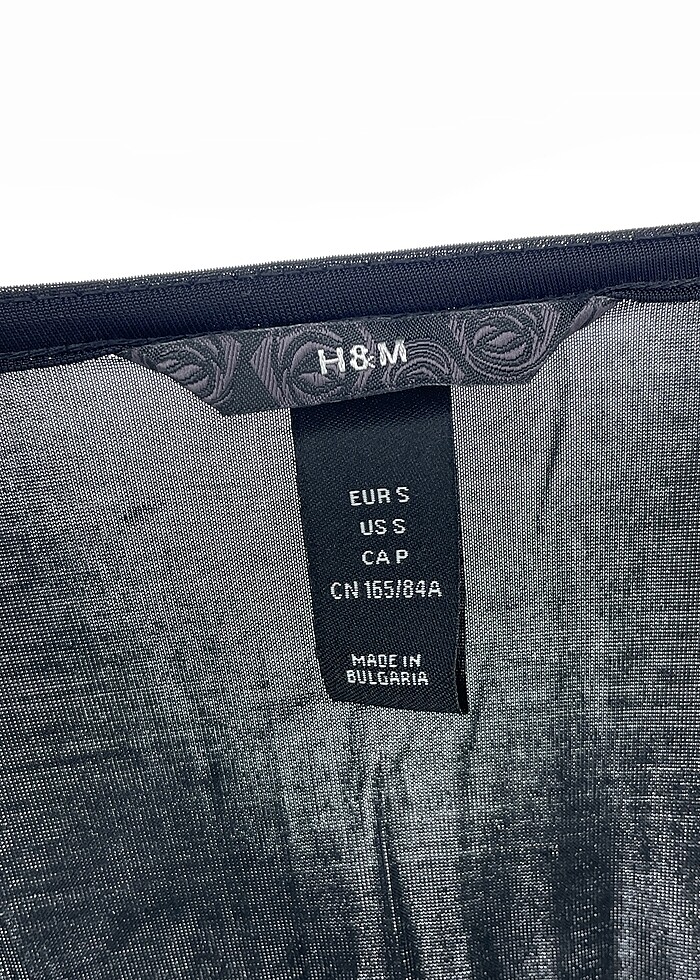 H&M
EUR S
US S
CA P
CN 165/84A
MADE IN
BULGARIA